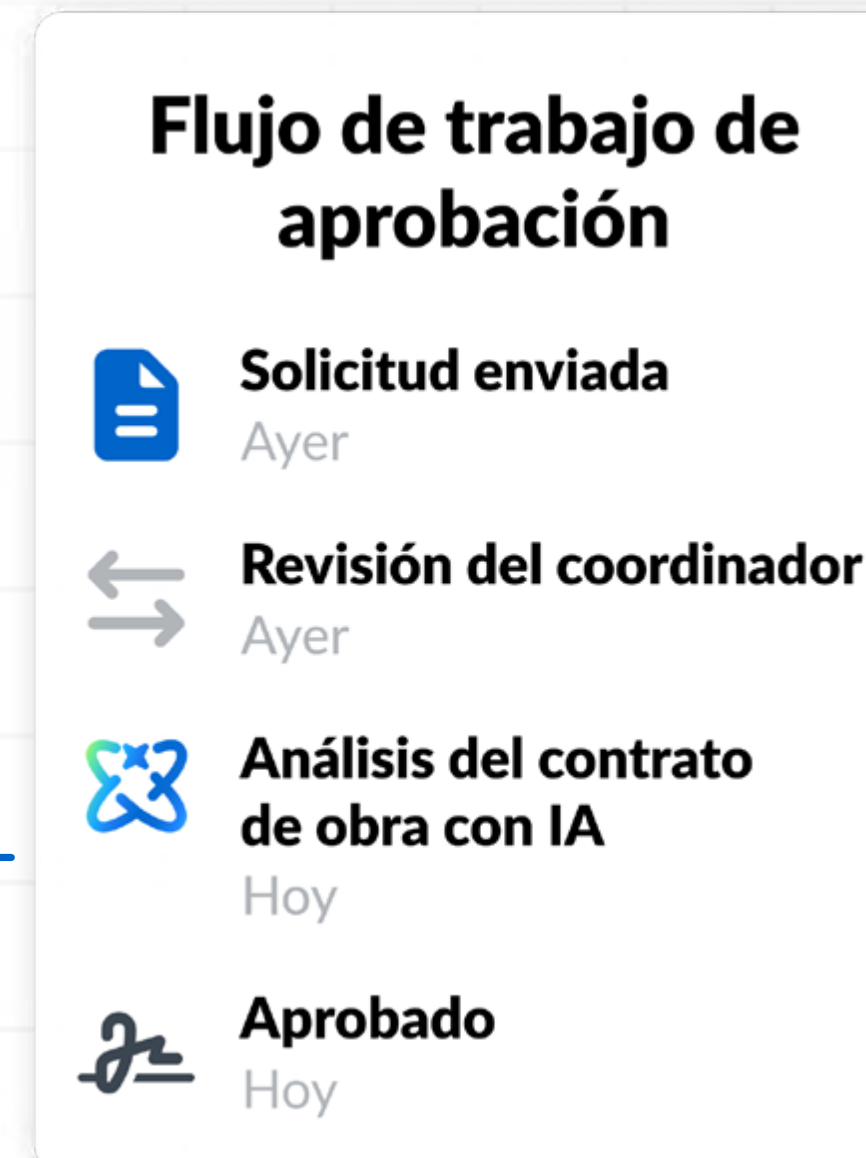 Flujo de trabajo de
aprobación
Solicitud enviada
Ayer
Revisión del coordinador
Ayer
Análisis del contrato
de obra con IA
Hoy
Aprobado
Hoy